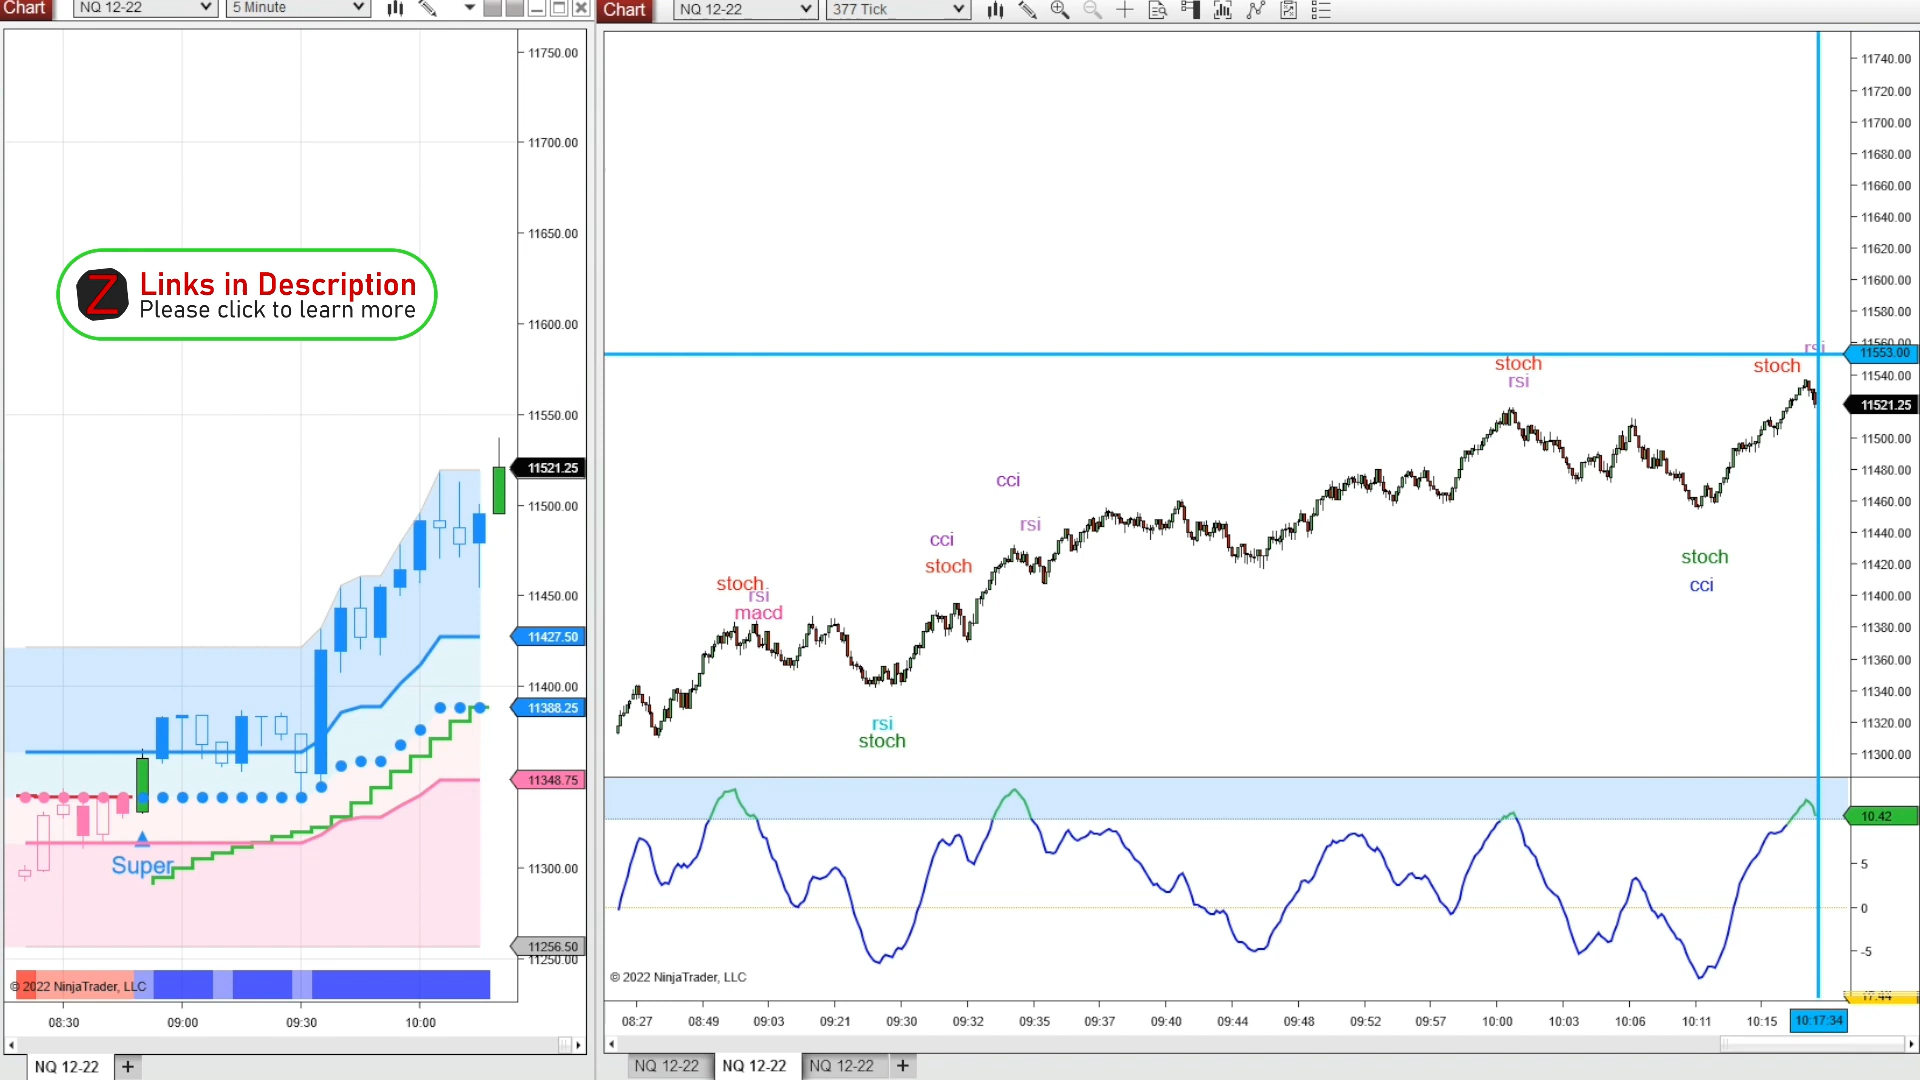 Chart
NQ 12-22
5 Minute
Chart
NQ 12-22
377 Tick
11750.00
11700.00
11650.00
11600.00
11550.00
11521.25
11500.00
11450.00
11427.50
11400.00
11388.25
11348.75
11300.00
11256.50
11250.00
Z
Links in Description
Please click to learn more
Super
© 2022 NinjaTrader, LLC
08:30
09:00
09:30
10:00
NQ 12-22
+
11740.00
11720.00
11700.00
11680.00
11660.00
11640.00
11620.00
11600.00
11580.00
11560.00
11553.00
11540.00
11521.25
11500.00
11480.00
11460.00
11440.00
11420.00
11400.00
11380.00
11360.00
11340.00
11320.00
11300.00
stoch
rsi
macd
rsi
stoch
cci
stoch
cci
rsi
stoch
rsi
stoch
cci
stoch
rsi
10.42
5
0
-5
17.44
© 2022 NinjaTrader, LLC
08:27
08:49
09:03
09:21
09:30
09:32
09:35
09:37
09:40
09:44
09:48
09:52
09:57
10:00
10:03
10:06
10:11
10:15
10:17:34
NQ 12-22
NQ 12-22
NQ 12-22
+